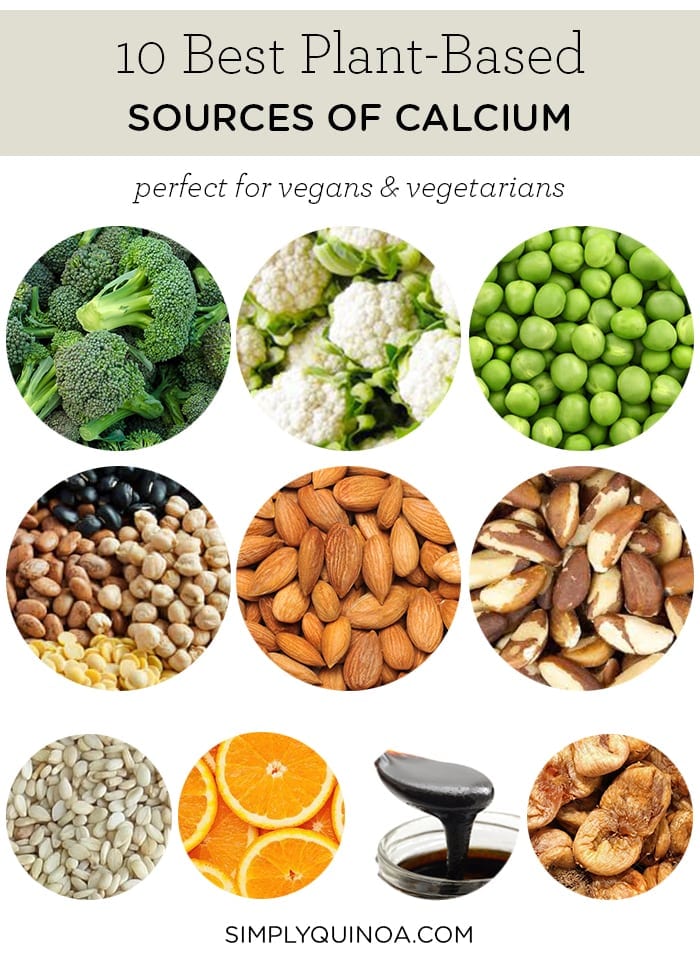 10 Best Plant-Based
SOURCES OF CALCIUM
perfect for vegans & vegetarians
SIMPLYQUINOA.COM